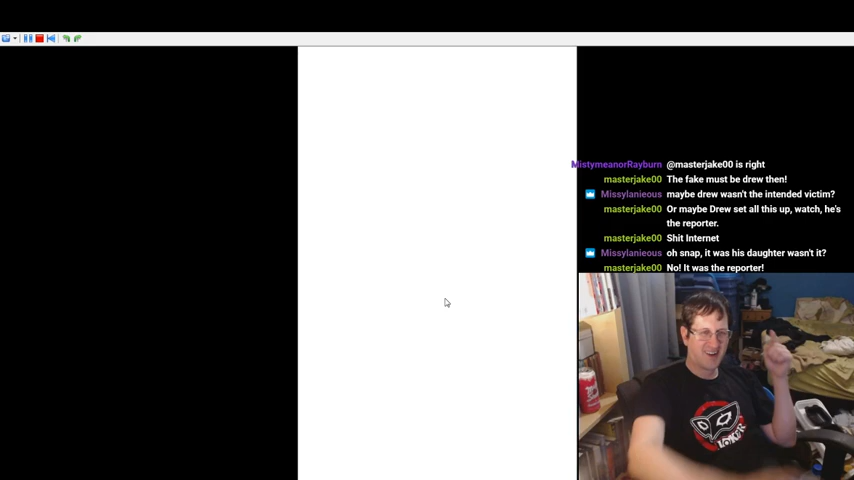 MistymeanorRayburn @masterjake00 is right
masterjake00 The fake must be drew then!
Missylanieous maybe drew wasn't the intended victim?
masterjake00 Or maybe Drew set all this up, watch, he's
the reporter.
masterjake00 Shit Internet
Missylanieous oh snap, it was his daughter wasn't it?
masterjake00 No! It was the reporter!